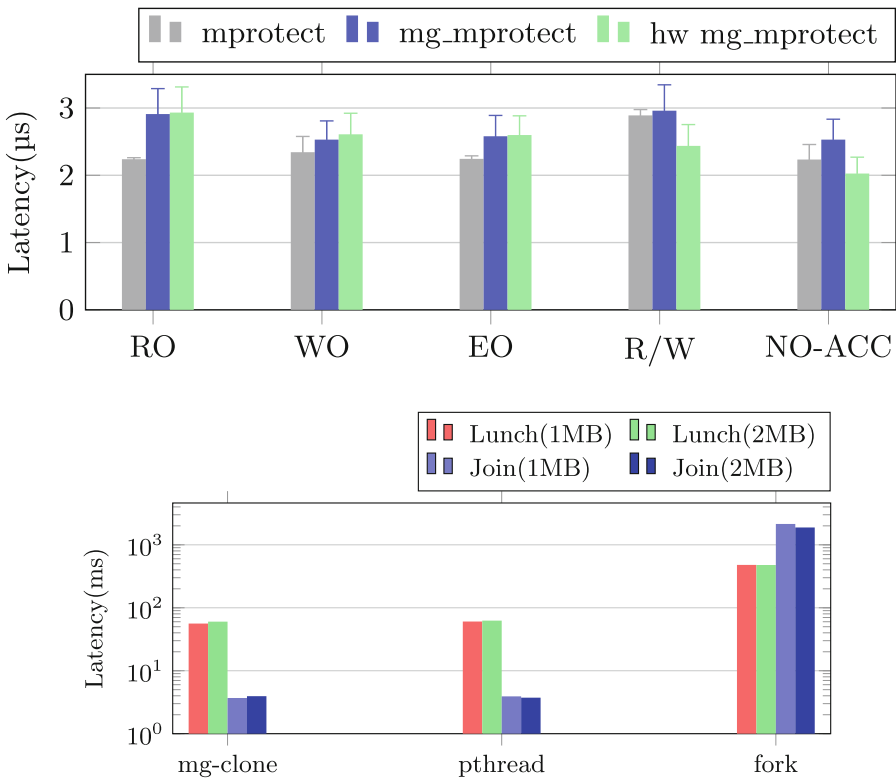 mprotect mg_mprotect hw mg_mprotect
Latency(µs)
3
2
1
0
RO WO EO R/W NO-ACC
Lunch(1MB) Lunch(2MB)
Join(1MB) Join(2MB)
Latency(ms)
10³
10²
10¹
10⁰
mg-clone pthread fork